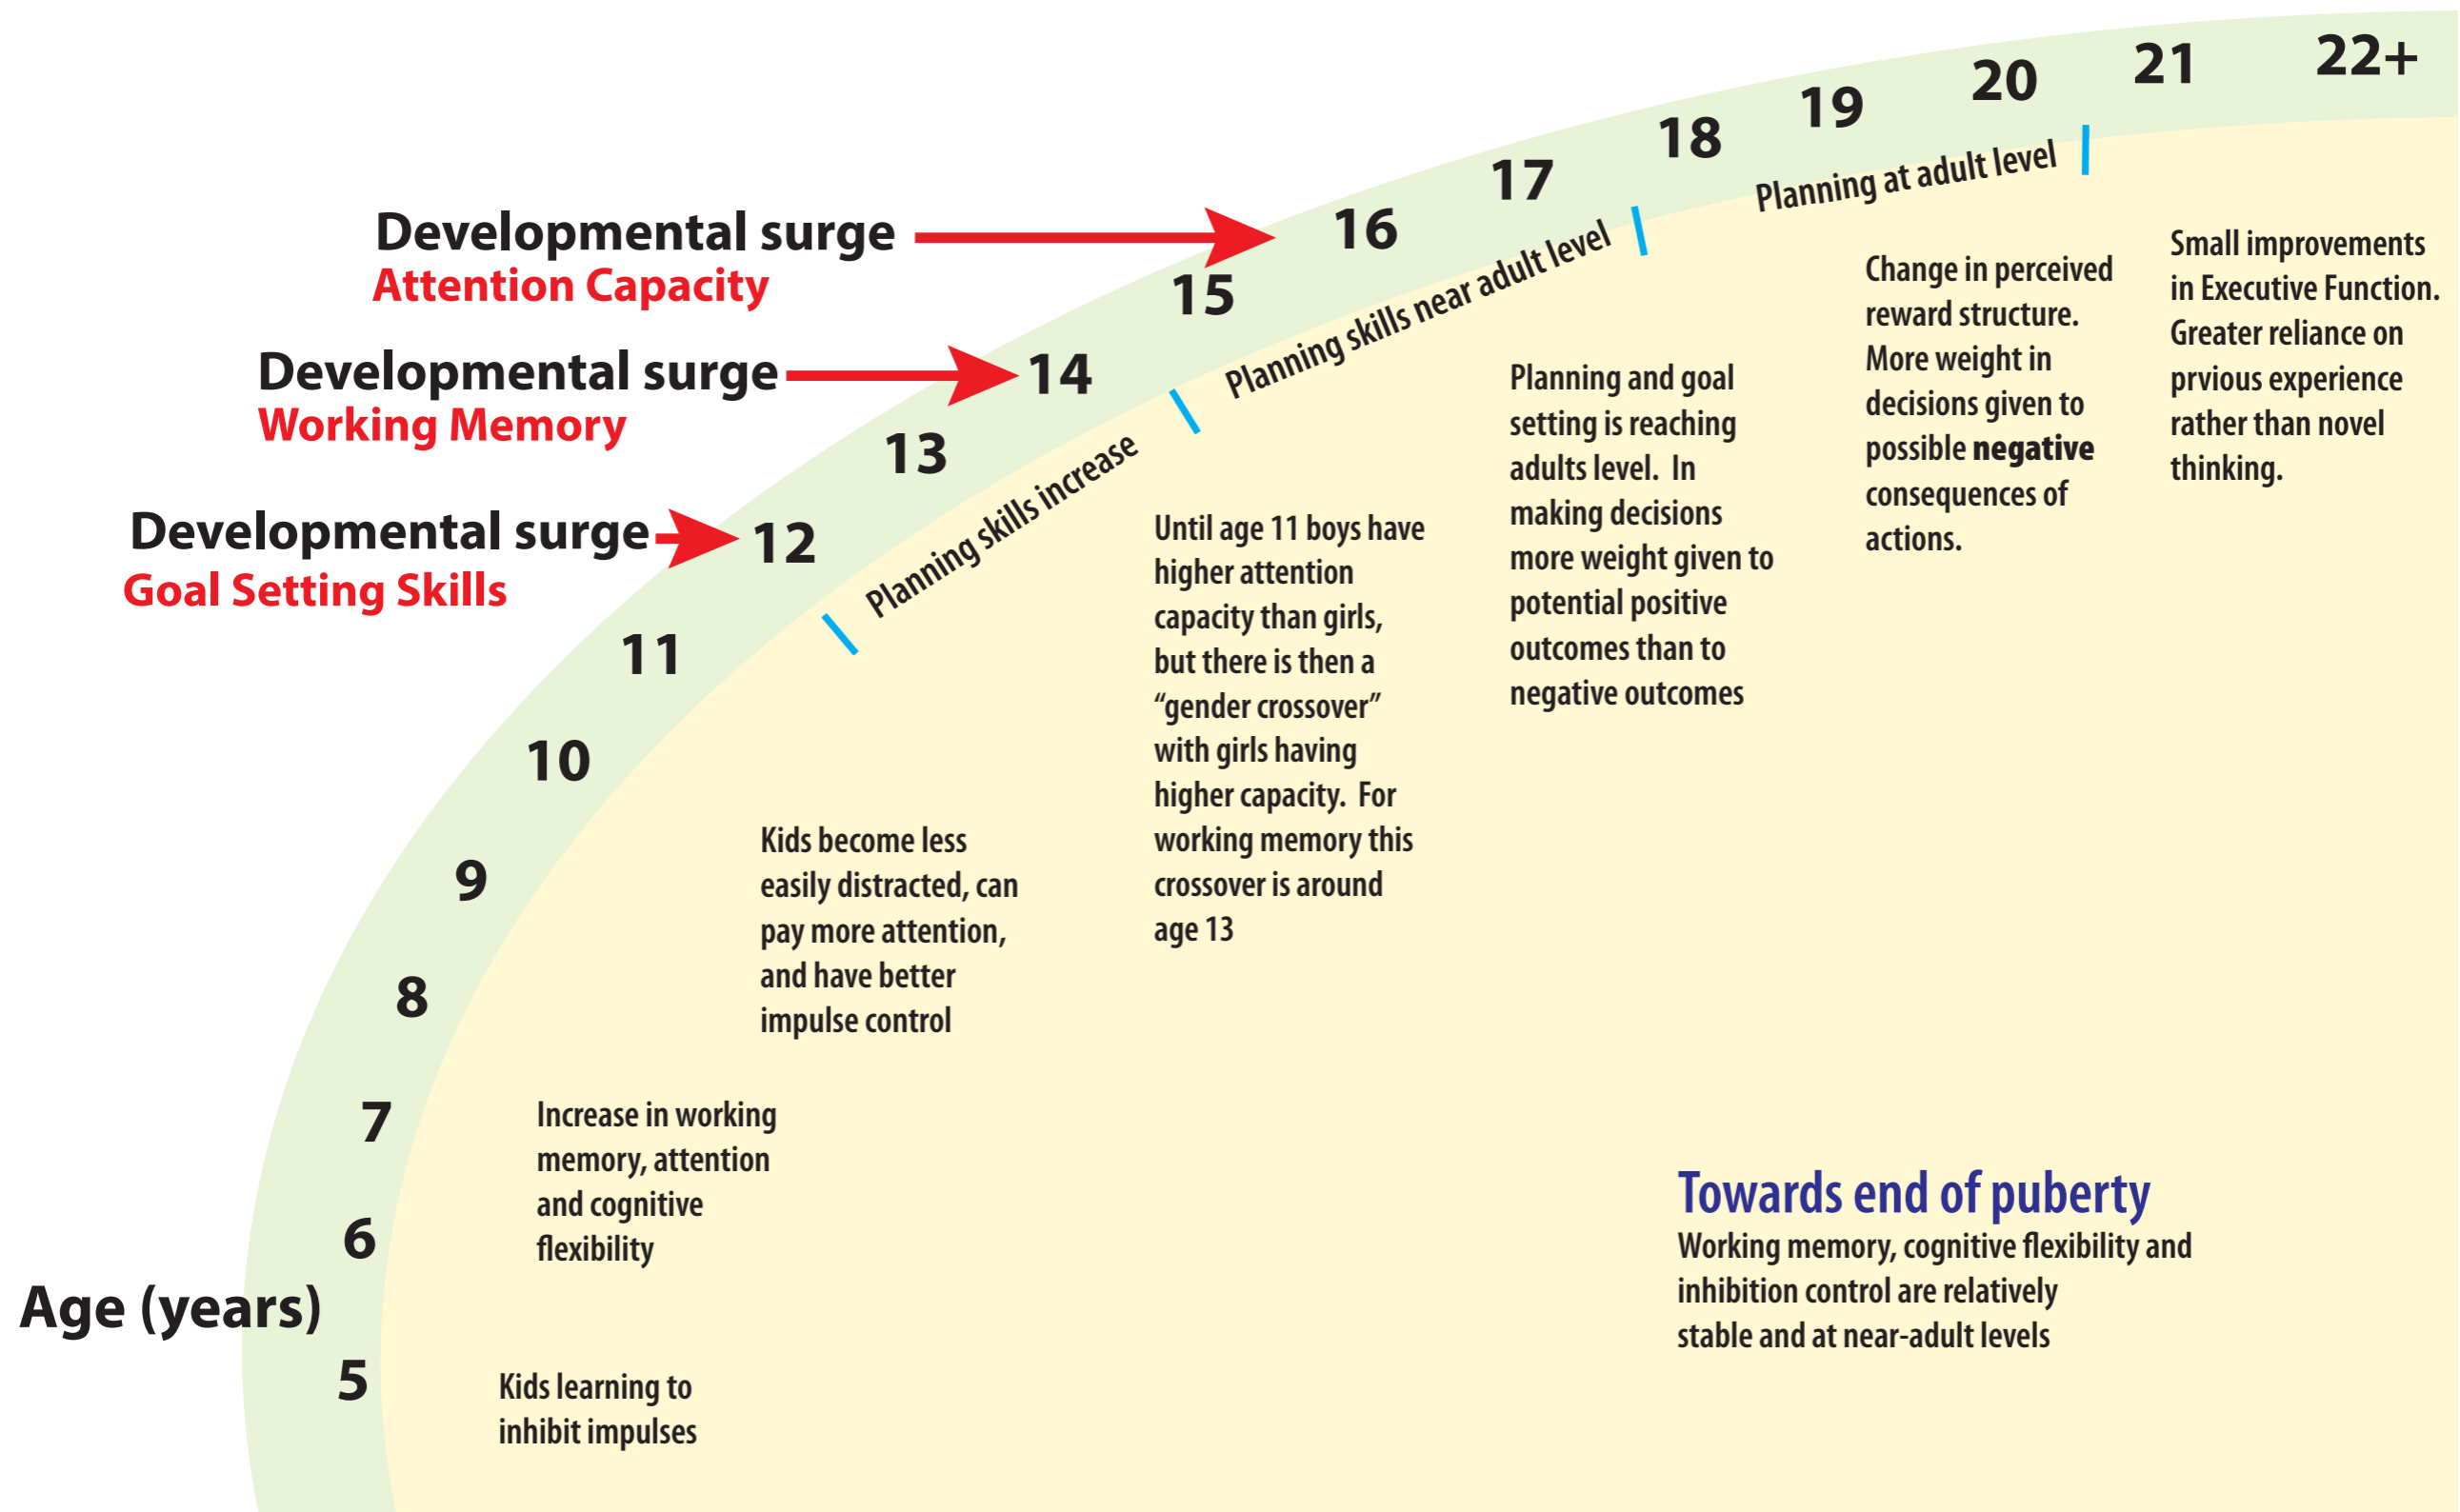 22+
21
20
19
18
17
16
15
14
13
12
11
10
9
8
7
6
5
Age (years)
Developmental surge
Attention Capacity
Developmental surge
Working Memory
Developmental surge
Goal Setting Skills
Planning skills increase
Planning skills near adult level
Planning at adult level
Kids learning to
inhibit impulses
Increase in working
memory, attention
and cognitive
flexibility
Kids become less
easily distracted, can
pay more attention,
and have better
impulse control
Until age 11 boys have
higher attention
capacity than girls,
but there is then a
“gender crossover”
with girls having
higher capacity.  For
working memory this
crossover is around
age 13
Planning and goal
setting is reaching
adults level.  In
making decisions
more weight given to
potential positive
outcomes than to
negative outcomes
Change in perceived
reward structure.
More weight in
decisions given to
possible negative
consequences of
actions.
Small improvements
in Executive Function.
Greater reliance on
prvious experience
rather than novel
thinking.
Towards end of puberty
Working memory, cognitive flexibility and
inhibition control are relatively
stable and at near-adult levels